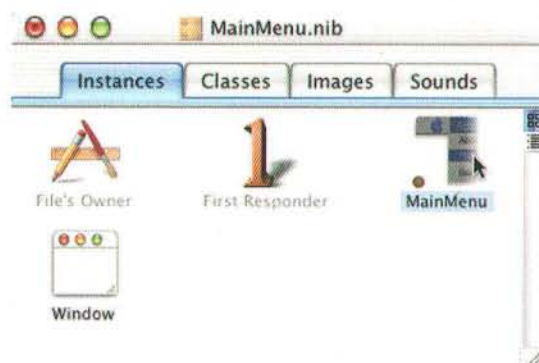 MainMenu.nib
Instances Classes Images Sounds
File's Owner First Responder MainMenu
Window